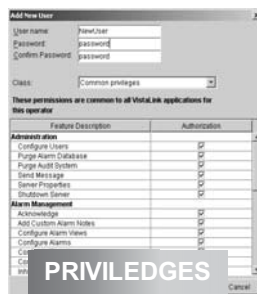 Add New User
User name: NewUser
Password: password
Confirm Password: password
Class: Common privileges
These permissions are common to all VistaLink applications for
this operator
Feature Description Authorization
Administration
Configure Users
Purge Alarm Database
Purge Audit System
Send Message
Server Properties
Shutdown Server
Alarm Management
Acknowledge
Add Custom Alarm Notes
Configure Alarm Views
Configure Alarms
PRIVILEDGES
Cancel